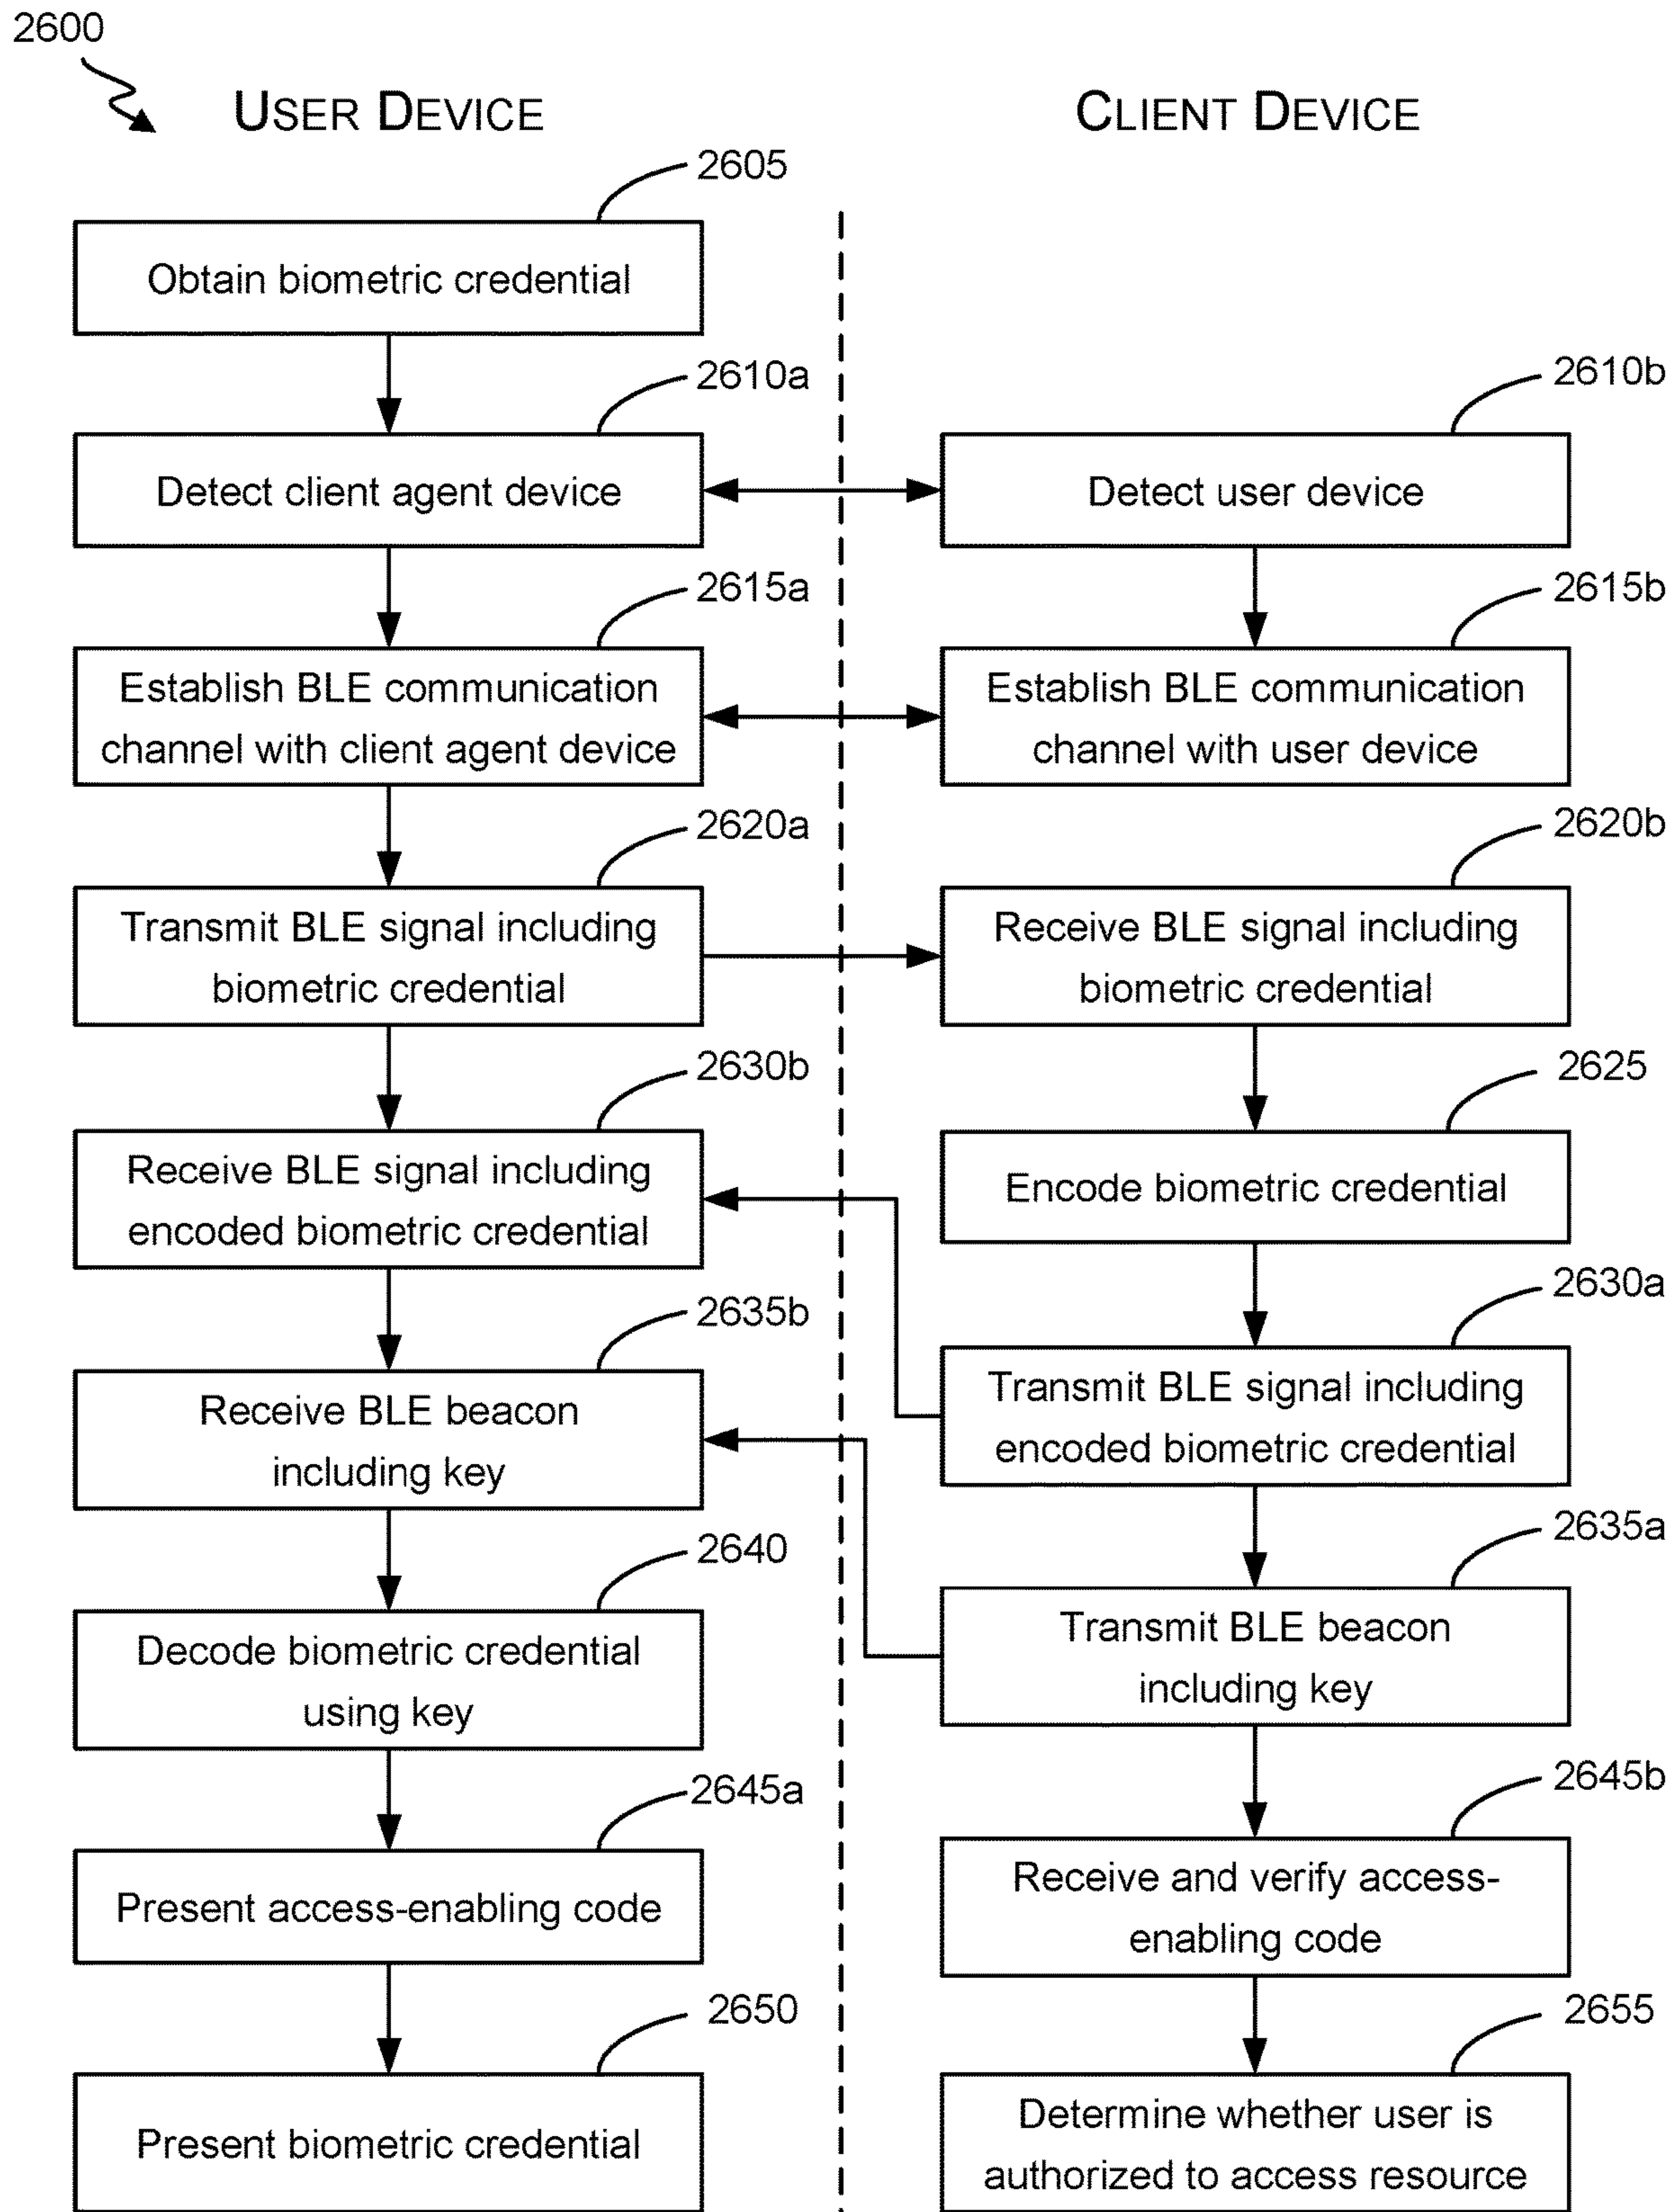 2600
USER DEVICE
CLIENT DEVICE
2605
Obtain biometric credential
2610a
2610b
Detect client agent device
Detect user device
2615a
2615b
Establish BLE communication
channel with client agent device
Establish BLE communication
channel with user device
2620a
2620b
Transmit BLE signal including
biometric credential
Receive BLE signal including
biometric credential
2630b
2625
Receive BLE signal including
encoded biometric credential
Encode biometric credential
2630a
2635b
Transmit BLE signal including
encoded biometric credential
Receive BLE beacon
including key
2635a
2640
Transmit BLE beacon
including key
Decode biometric credential
using key
2645a
2645b
Present access-enabling code
Receive and verify access-
enabling code
2650
2655
Present biometric credential
Determine whether user is
authorized to access resource